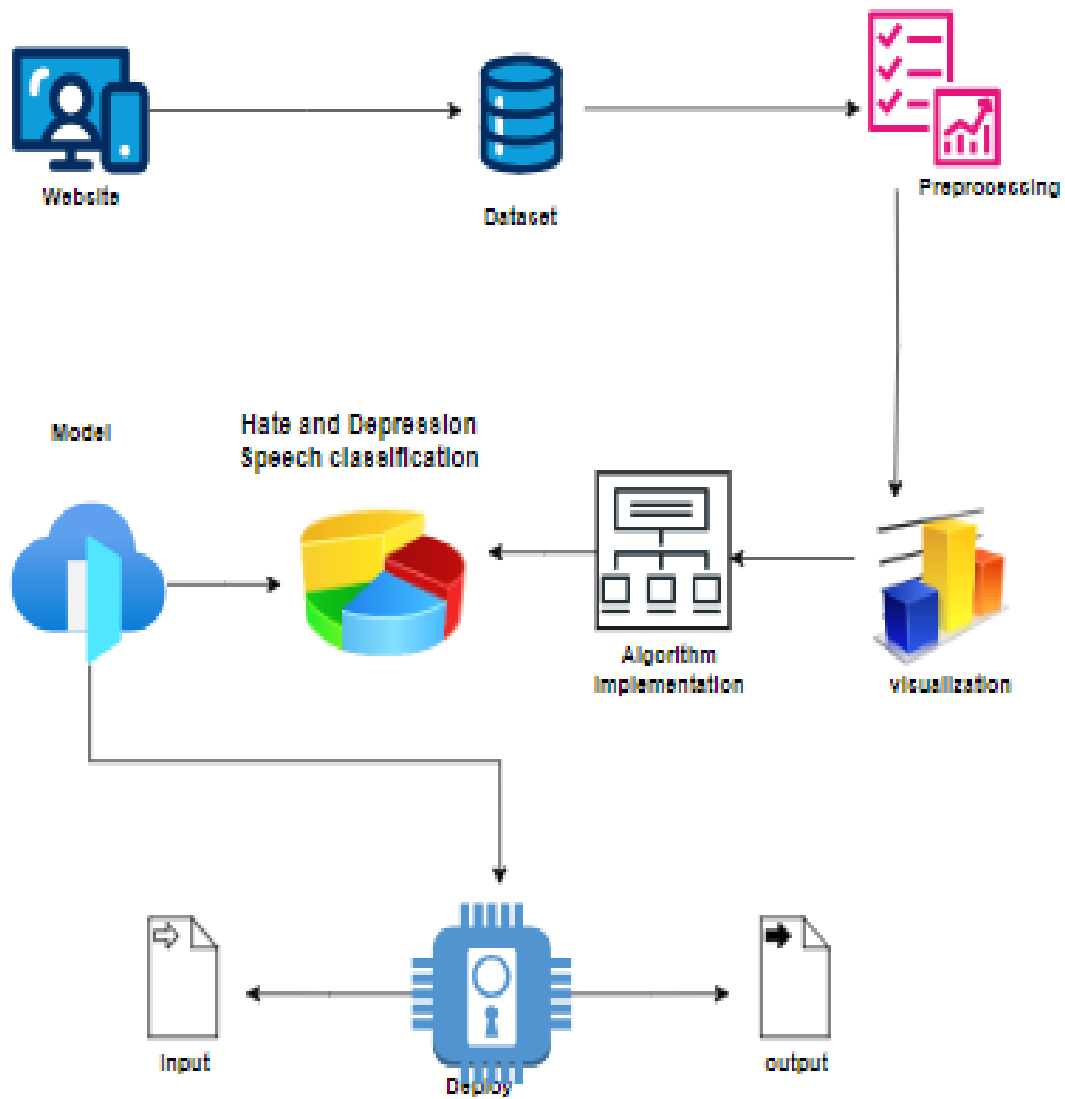 Website
Dataset
Preprocessing
Model
Hate and Depression
Speech classification
Algorithm
Implementation
visualization
Input
Deploy
output